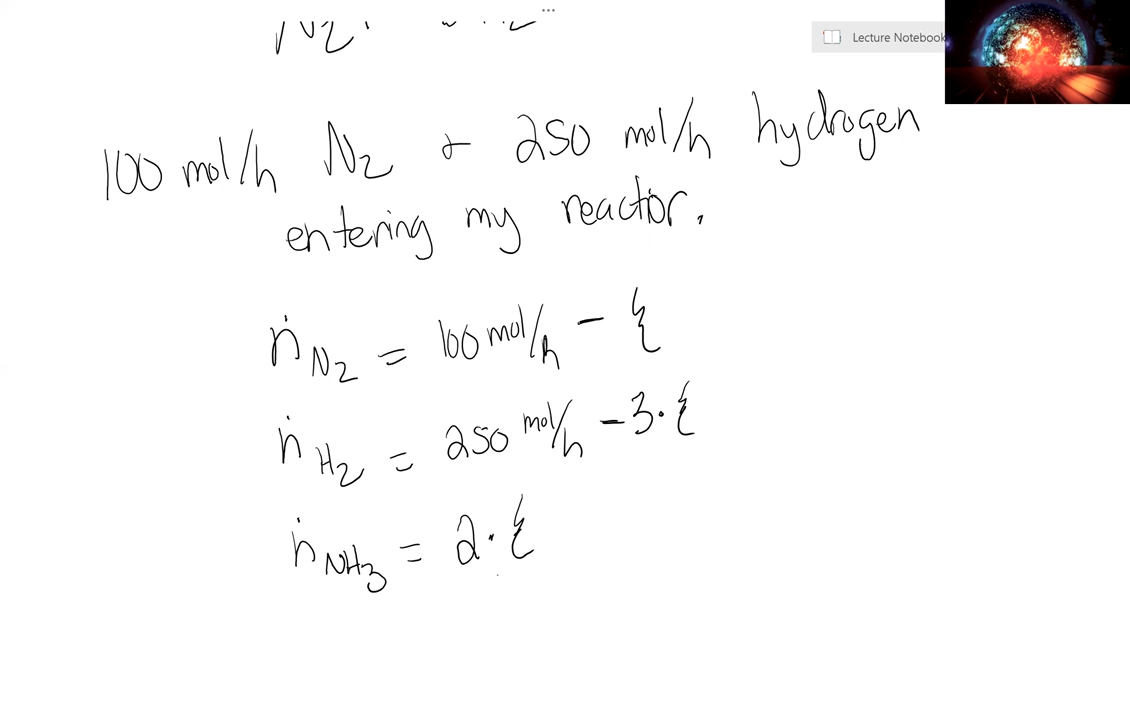 Lecture Notebook
100 mol/h N2 + 250 mol/h hydrogen
entering my reactor.
ṅN2 = 100 mol/h - ξ
ṅH2 = 250 mol/h - 3·ξ
ṅNH3 = 2·ξ